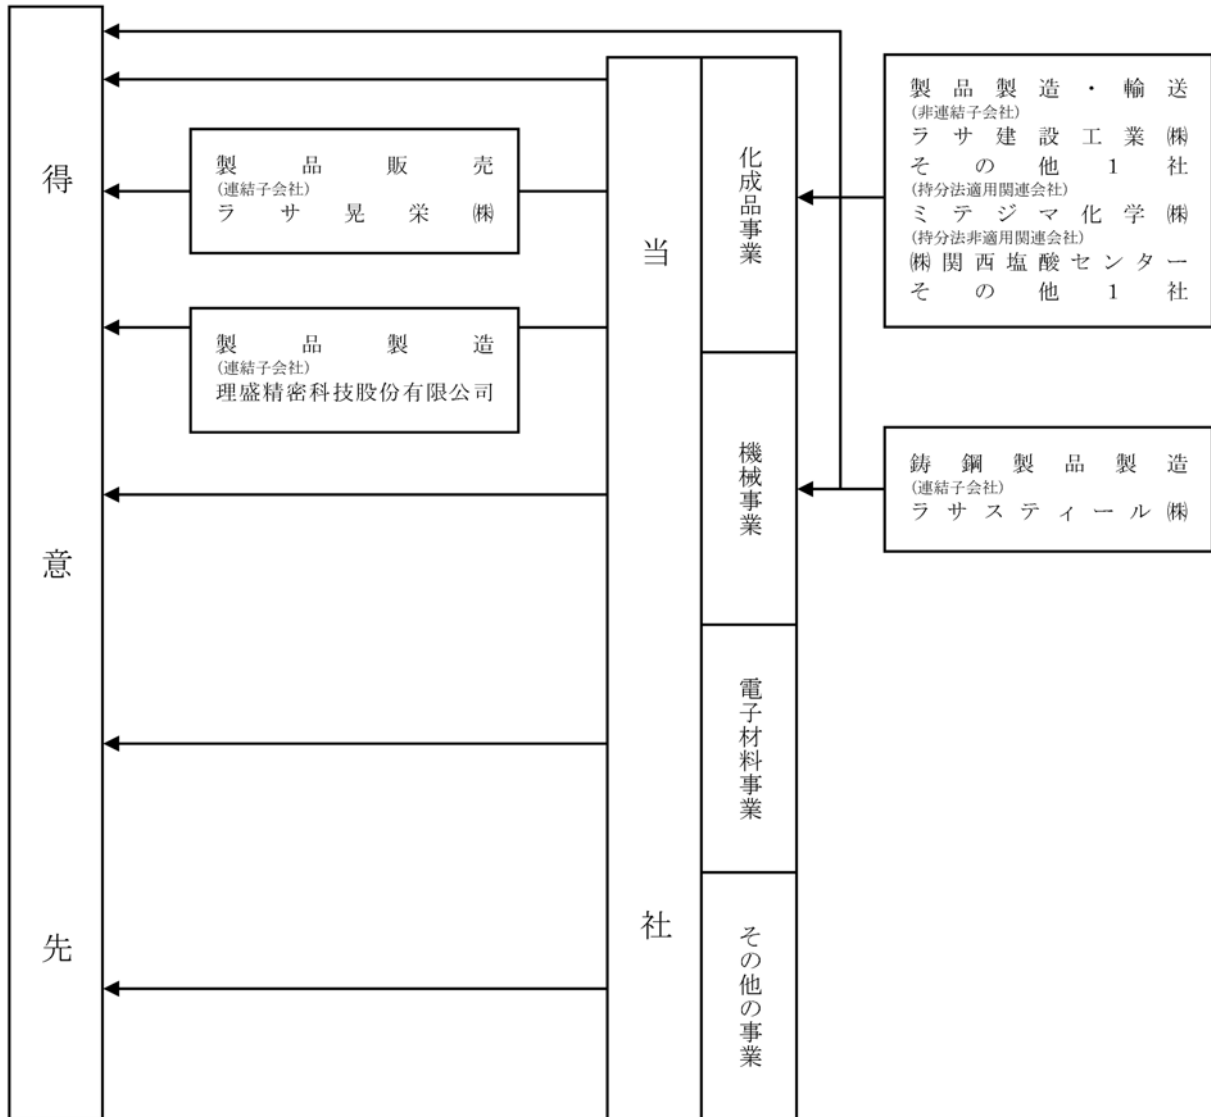 得意先
製品販売
(連結子会社)
ラサ晃栄㈱
製品製造
(連結子会社)
理盛精密科技股份有限公司
当社
化成品事業
機械事業
電子材料事業
その他の事業
製品製造・輸送
(非連結子会社)
ラサ建設工業㈱
その他1社
(持分法適用関連会社)
ミテジマ化学㈱
(持分法非適用関連会社)
㈱関西塩酸センター
その他1社
鋳鋼製品製造
(連結子会社)
ラサスティール㈱